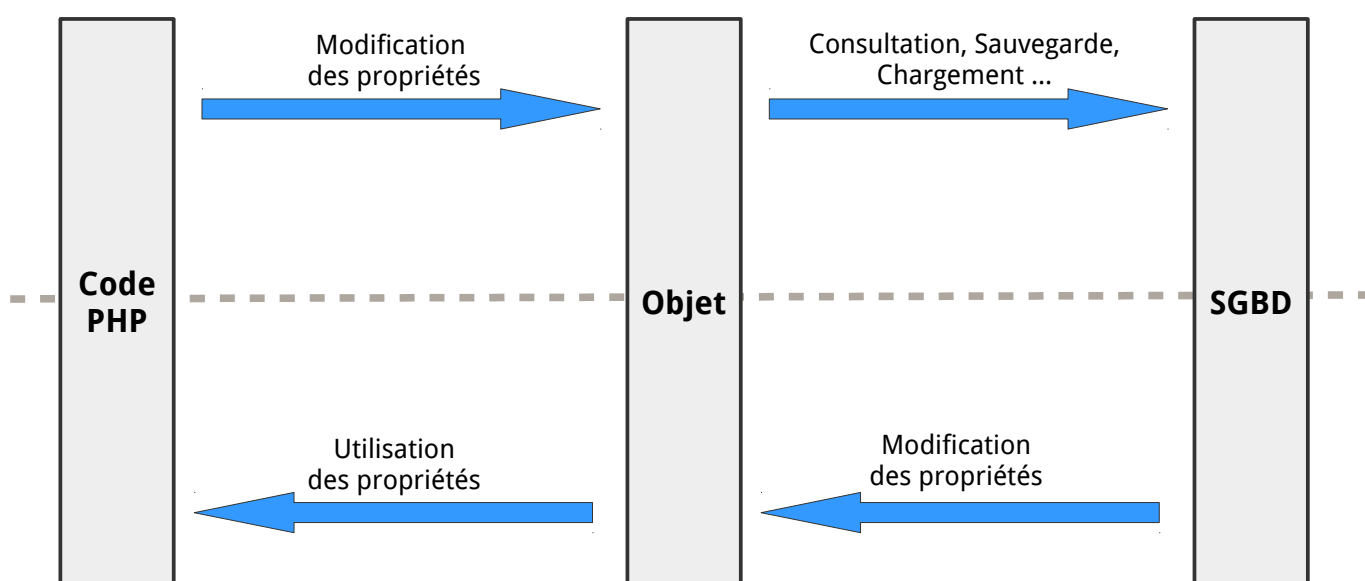 Modification
des propriétés
Consultation, Sauvegarde,
Chargement ...
Code
PHP
Objet
SGBD
Utilisation
des propriétés
Modification
des propriétés